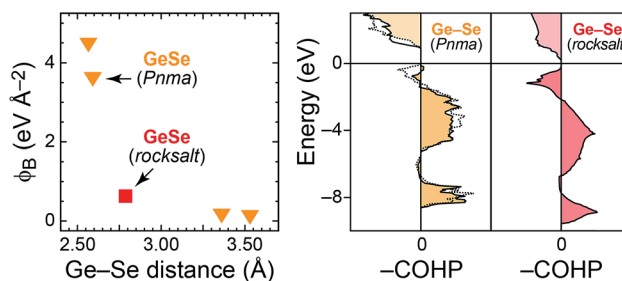 ϕB (eV Å–2)
4
2
0
GeSe
(Pnma)
GeSe
(rocksalt)
2.50
3.00
3.50
Ge–Se distance (Å)
Energy (eV)
0
–4
–8
Ge–Se
(Pnma)
Ge–Se
(rocksalt)
0
0
–COHP
–COHP